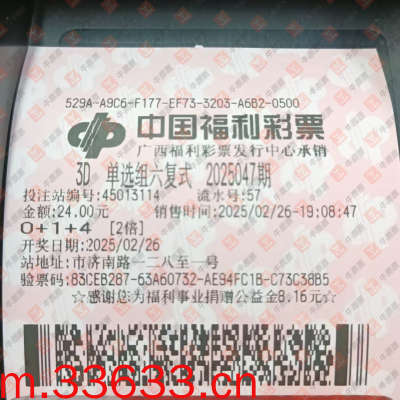 529A-A9C6-F177-EF73-3203-A6B2-0500
中国福利彩票
广西福利彩票发行中心承销
3D 单选组六复式 2025047期
投注站编号:45013114 流水号:57
金额:24.00元 销售时间:2025/02/26-19:08:47
0+1+4 [2倍]
开奖日期:2025/02/26
站地址:市济南路一二八至一号
验票码:83CEB287-63A60732-AE94FC1B-C73C38B5
☆感谢您为福利事业捐赠公益金8.16元☆
m.33633.cn